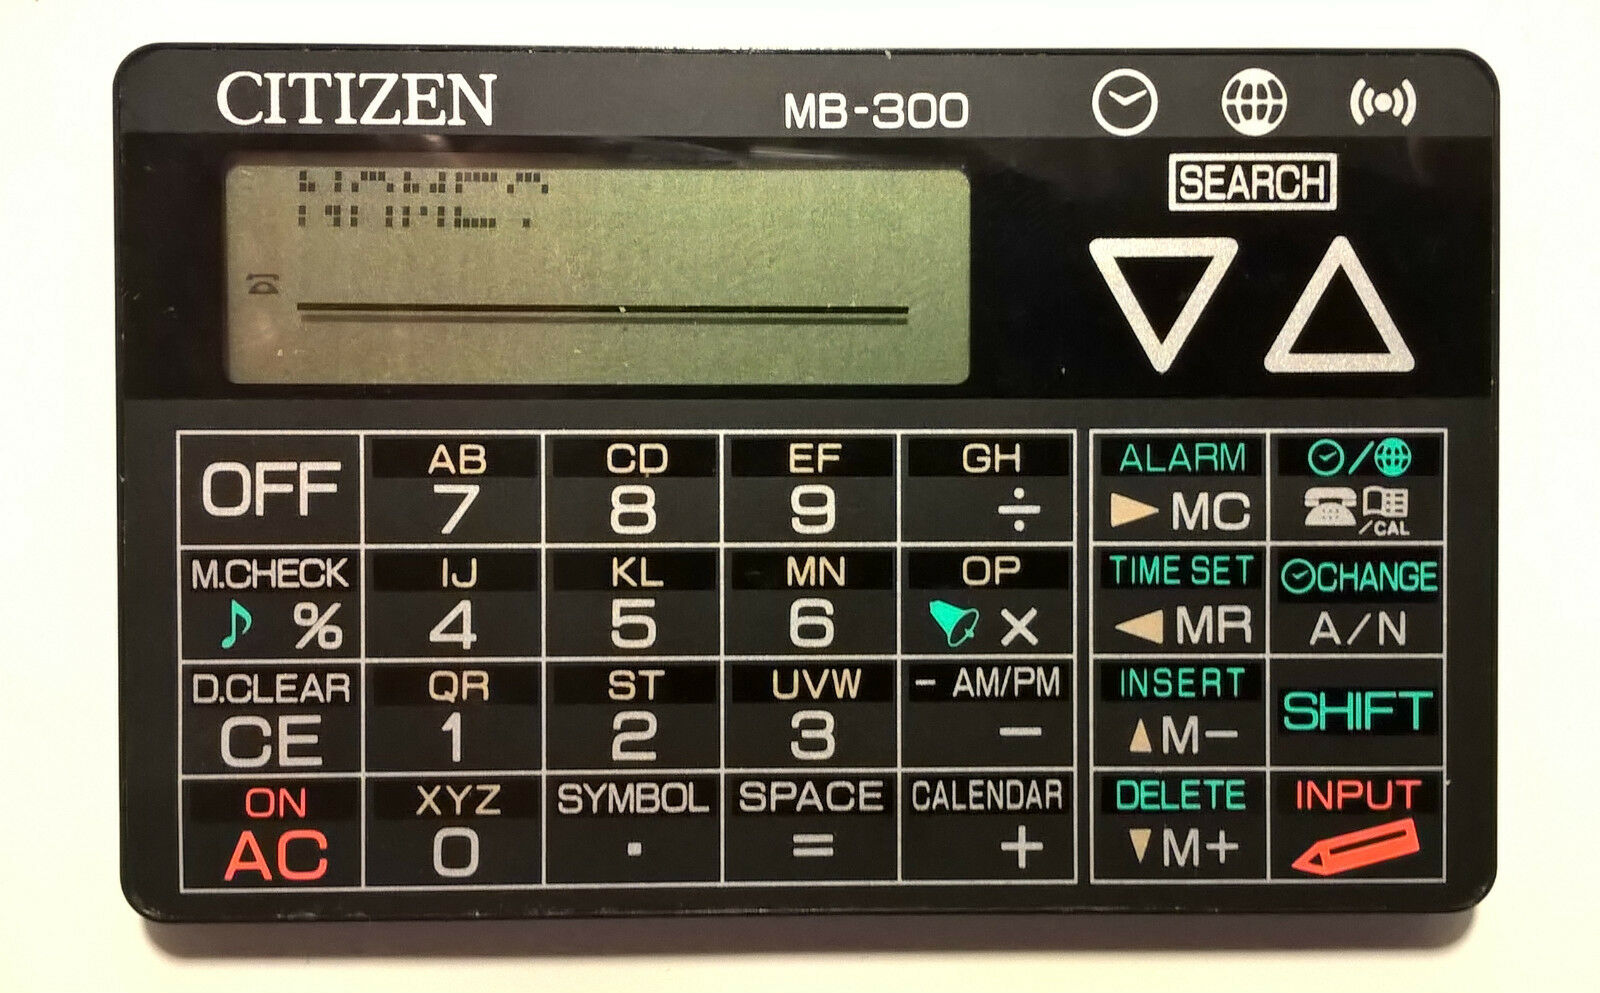 CITIZEN MB-300
SEARCH
NAME?
OFF
AB
7
CD
8
EF
9
GH
÷
ALARM
MC
/CAL
M.CHECK
%
IJ
4
KL
5
MN
6
OP
×
TIME SET
MR
CHANGE
A/N
D.CLEAR
CE
QR
1
ST
2
UVW
3
- AM/PM
−
INSERT
M−
SHIFT
ON
AC
XYZ
0
SYMBOL
.
SPACE
=
CALENDAR
+
DELETE
M+
INPUT